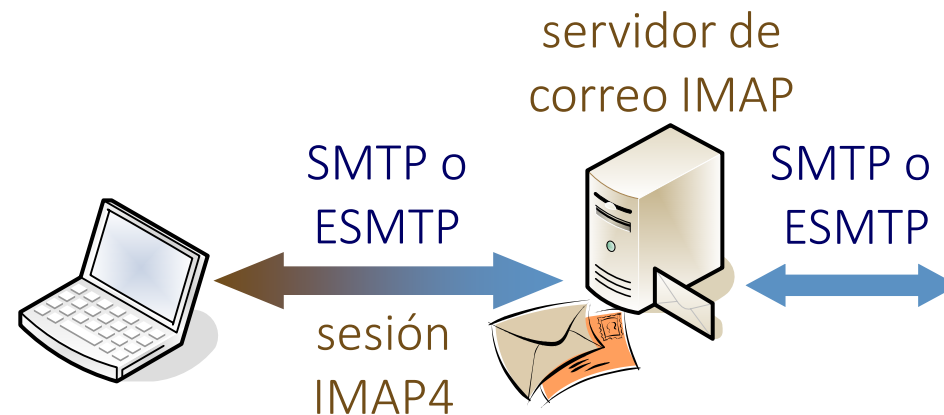 servidor de
correo IMAP
SMTP o
ESMTP
SMTP o
ESMTP
sesión
IMAP4